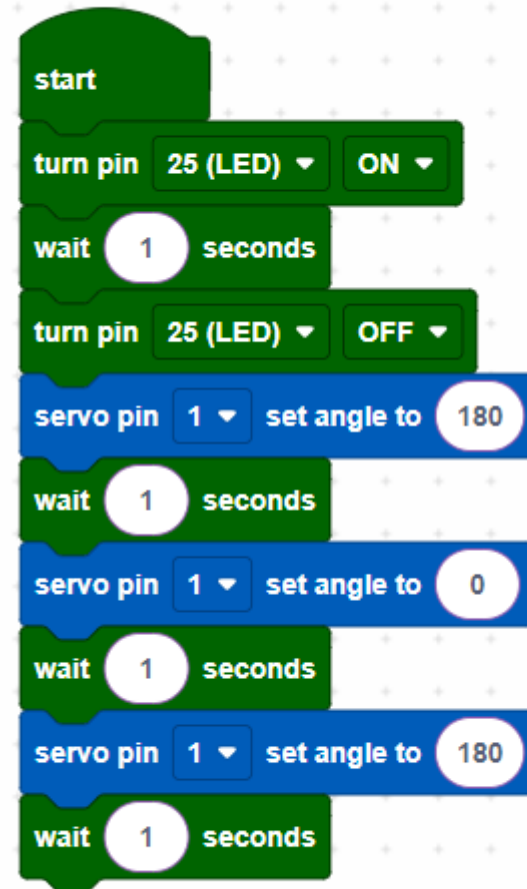 start
turn pin 25 (LED) ON
wait 1 seconds
turn pin 25 (LED) OFF
servo pin 1 set angle to 180
wait 1 seconds
servo pin 1 set angle to 0
wait 1 seconds
servo pin 1 set angle to 180
wait 1 seconds